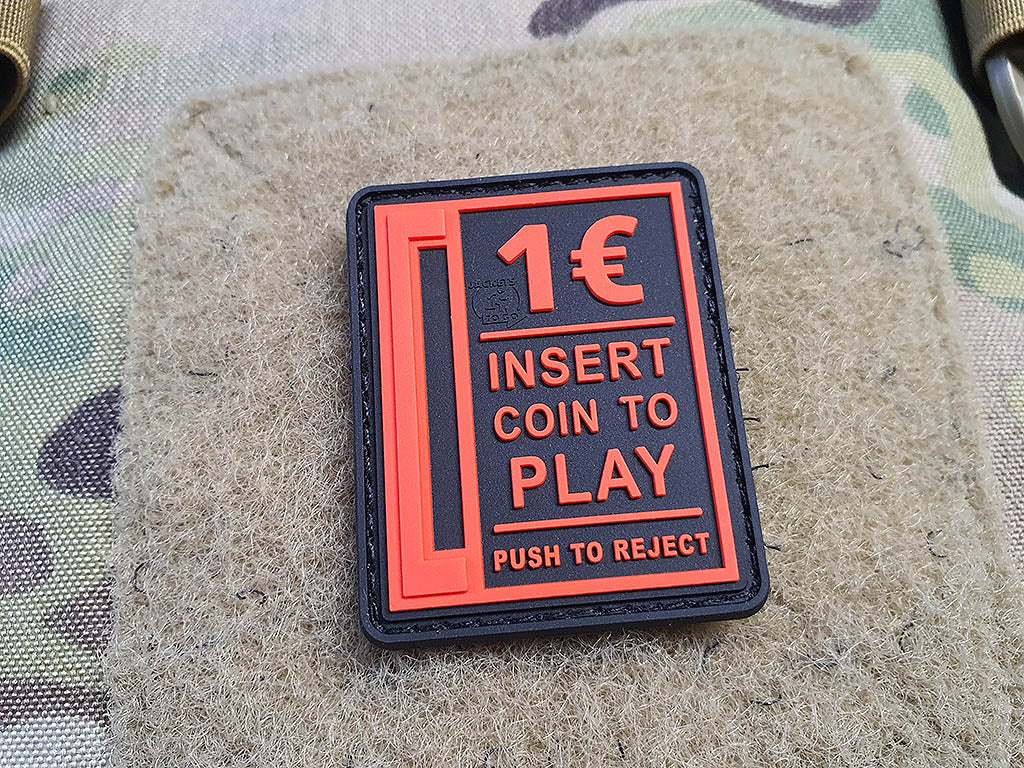 1€
INSERT
COIN TO
PLAY
PUSH TO REJECT